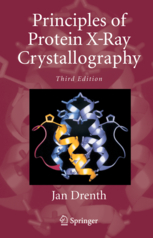 Principles of
Protein X-Ray
Crystallography
Third Edition
Jan Drenth
Springer